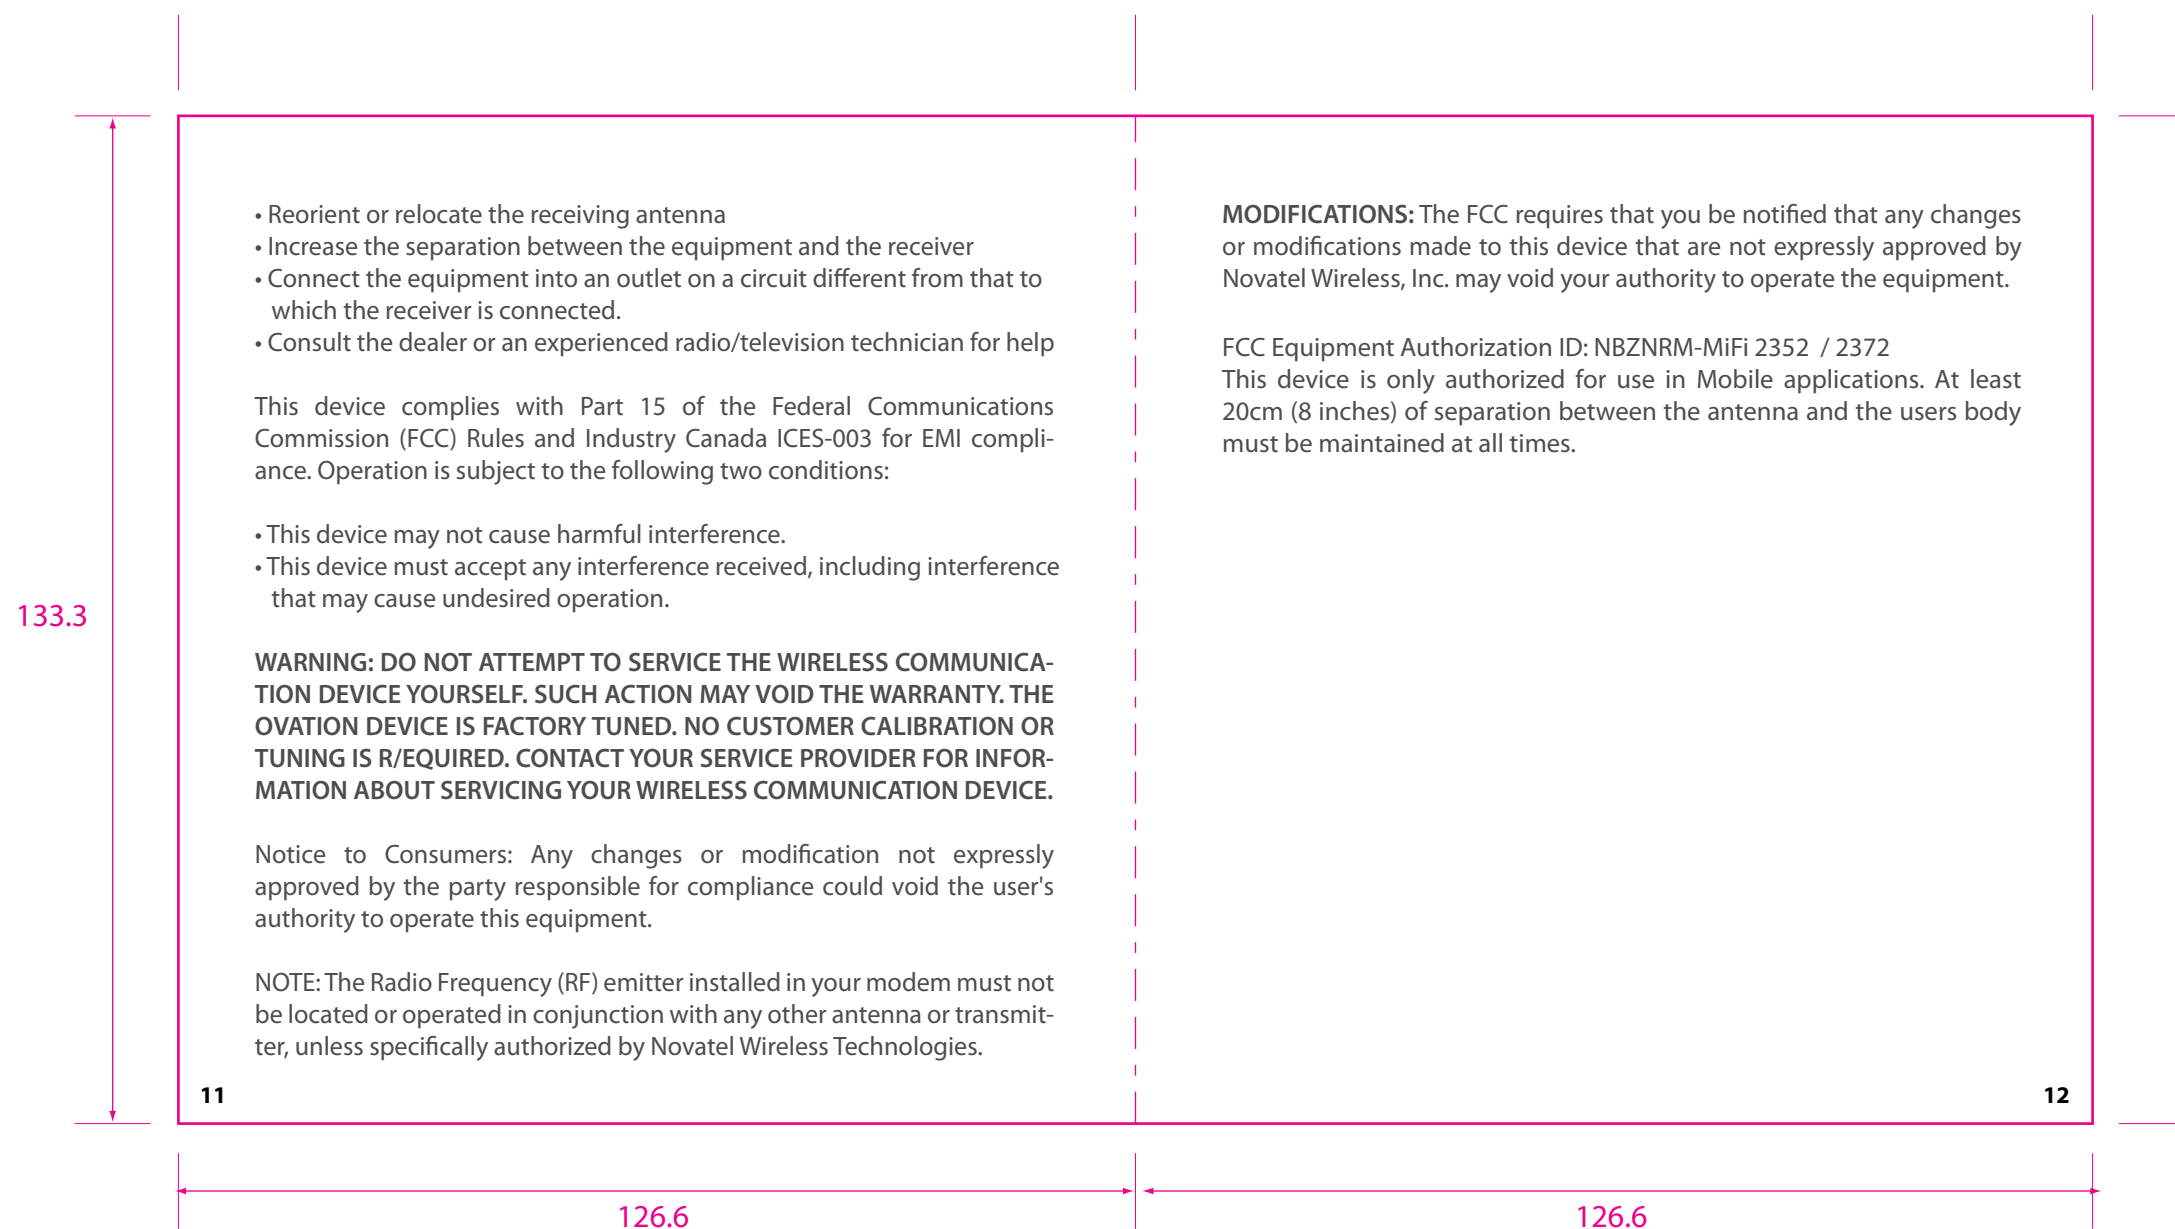 • Reorient or relocate the receiving antenna
• Increase the separation between the equipment and the receiver
• Connect the equipment into an outlet on a circuit different from that to
which the receiver is connected.
• Consult the dealer or an experienced radio/television technician for help
This device complies with Part 15 of the Federal Communications
Commission (FCC) Rules and Industry Canada ICES-003 for EMI compli-
ance. Operation is subject to the following two conditions:
• This device may not cause harmful interference.
• This device must accept any interference received, including interference
that may cause undesired operation.
WARNING: DO NOT ATTEMPT TO SERVICE THE WIRELESS COMMUNICA-
TION DEVICE YOURSELF. SUCH ACTION MAY VOID THE WARRANTY. THE
OVATION DEVICE IS FACTORY TUNED. NO CUSTOMER CALIBRATION OR
TUNING IS R/EQUIRED. CONTACT YOUR SERVICE PROVIDER FOR INFOR-
MATION ABOUT SERVICING YOUR WIRELESS COMMUNICATION DEVICE.
Notice to Consumers: Any changes or modification not expressly
approved by the party responsible for compliance could void the user's
authority to operate this equipment.
NOTE: The Radio Frequency (RF) emitter installed in your modem must not
be located or operated in conjunction with any other antenna or transmit-
ter, unless specifically authorized by Novatel Wireless Technologies.
11
MODIFICATIONS: The FCC requires that you be notified that any changes
or modifications made to this device that are not expressly approved by
Novatel Wireless, Inc. may void your authority to operate the equipment.
FCC Equipment Authorization ID: NBZNRM-MiFi 2352  / 2372
This device is only authorized for use in Mobile applications. At least
20cm (8 inches) of separation between the antenna and the users body
must be maintained at all times.
12
133.3
126.6
126.6